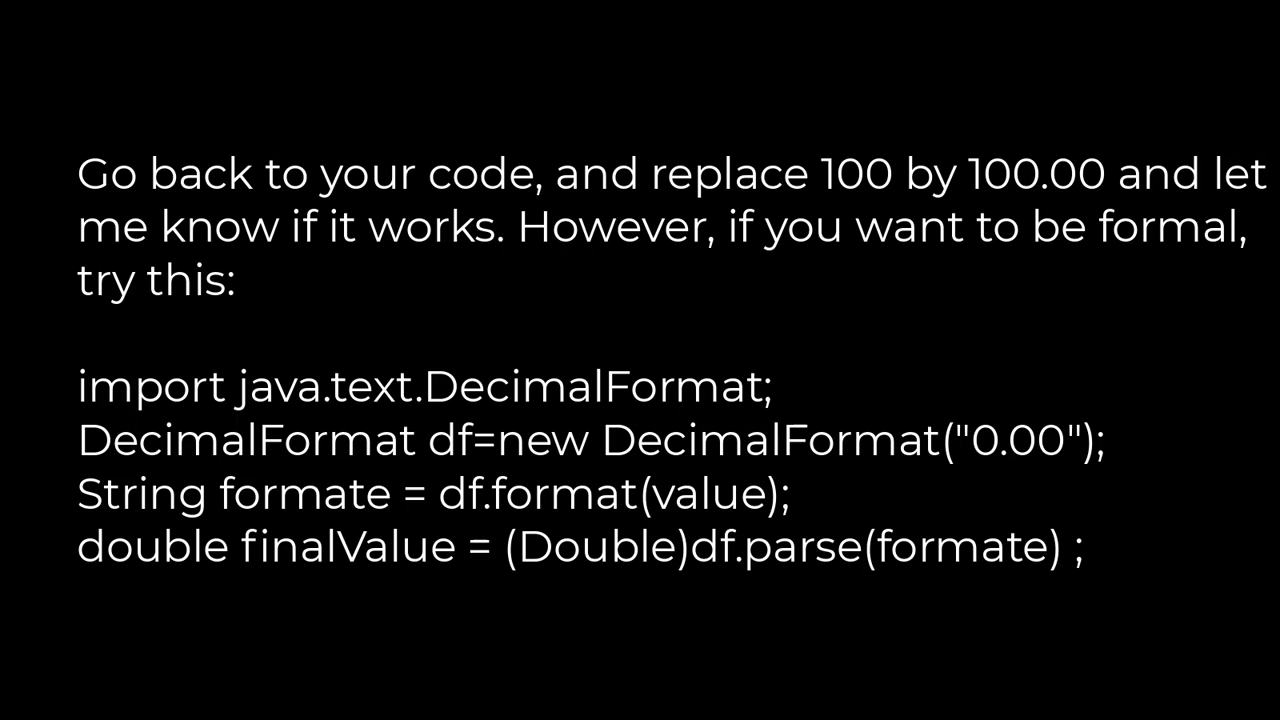 Go back to your code, and replace 100 by 100.00 and let
me know if it works. However, if you want to be formal,
try this:
import java.text.DecimalFormat;
DecimalFormat df=new DecimalFormat("0.00");
String formate = df.format(value);
double finalValue = (Double)df.parse(formate) ;